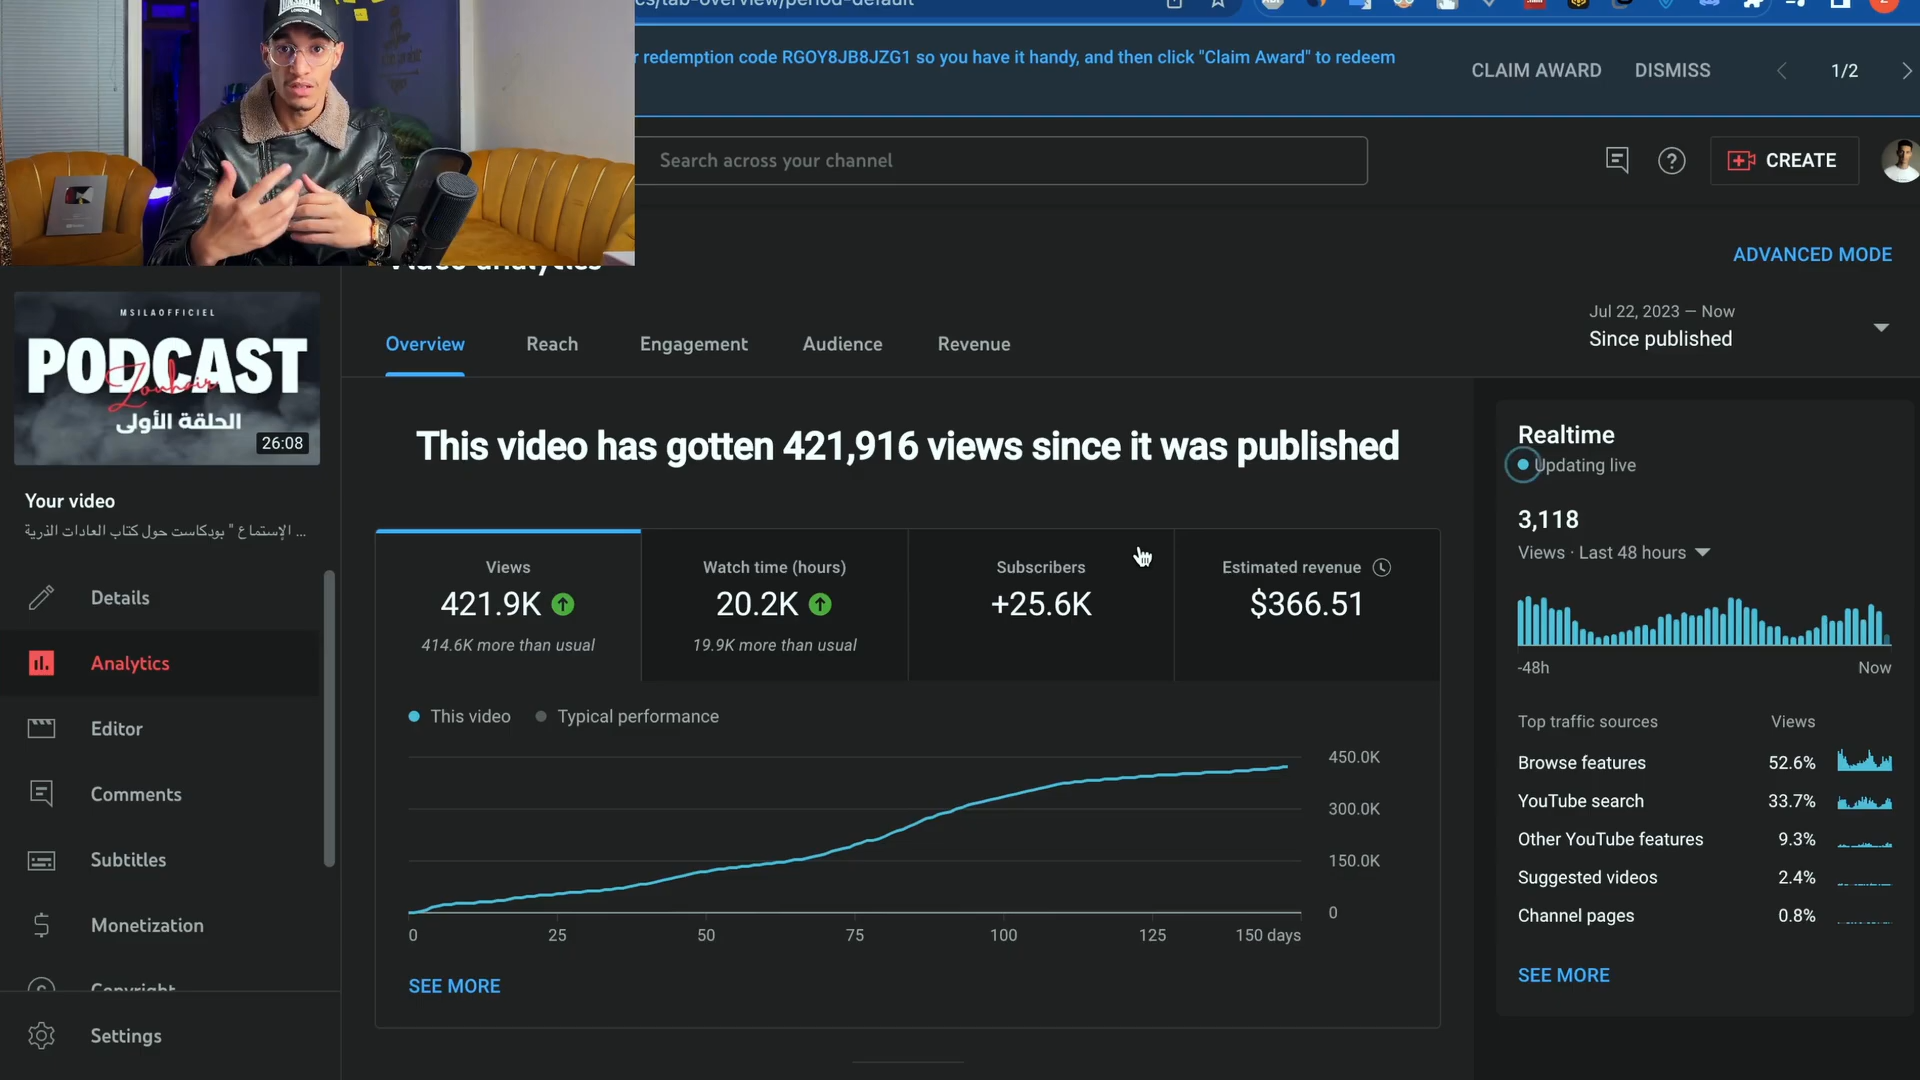 redemption code RGOY8JB8JZG1 so you have it handy, and then click "Claim Award" to redeem
CLAIM AWARD
DISMISS
1/2
Search across your channel
CREATE
ADVANCED MODE
Jul 22, 2023 — Now
Since published
MSILAOFFICIEL
PODCAST
Zouhair
الحلقة الأولى
26:08
Your video
... الإستماع " بودكاست حول كتاب العادات الذرية
Details
Analytics
Editor
Comments
Subtitles
Monetization
Copyright
Settings
Overview
Reach
Engagement
Audience
Revenue
This video has gotten 421,916 views since it was published
Views
421.9K
414.6K more than usual
Watch time (hours)
20.2K
19.9K more than usual
Subscribers
+25.6K
Estimated revenue
$366.51
This video
Typical performance
450.0K
300.0K
150.0K
0
0 25 50 75 100 125 150 days
SEE MORE
Realtime
Updating live
3,118
Views · Last 48 hours
-48h Now
Top traffic sources Views
Browse features 52.6%
YouTube search 33.7%
Other YouTube features 9.3%
Suggested videos 2.4%
Channel pages 0.8%
SEE MORE